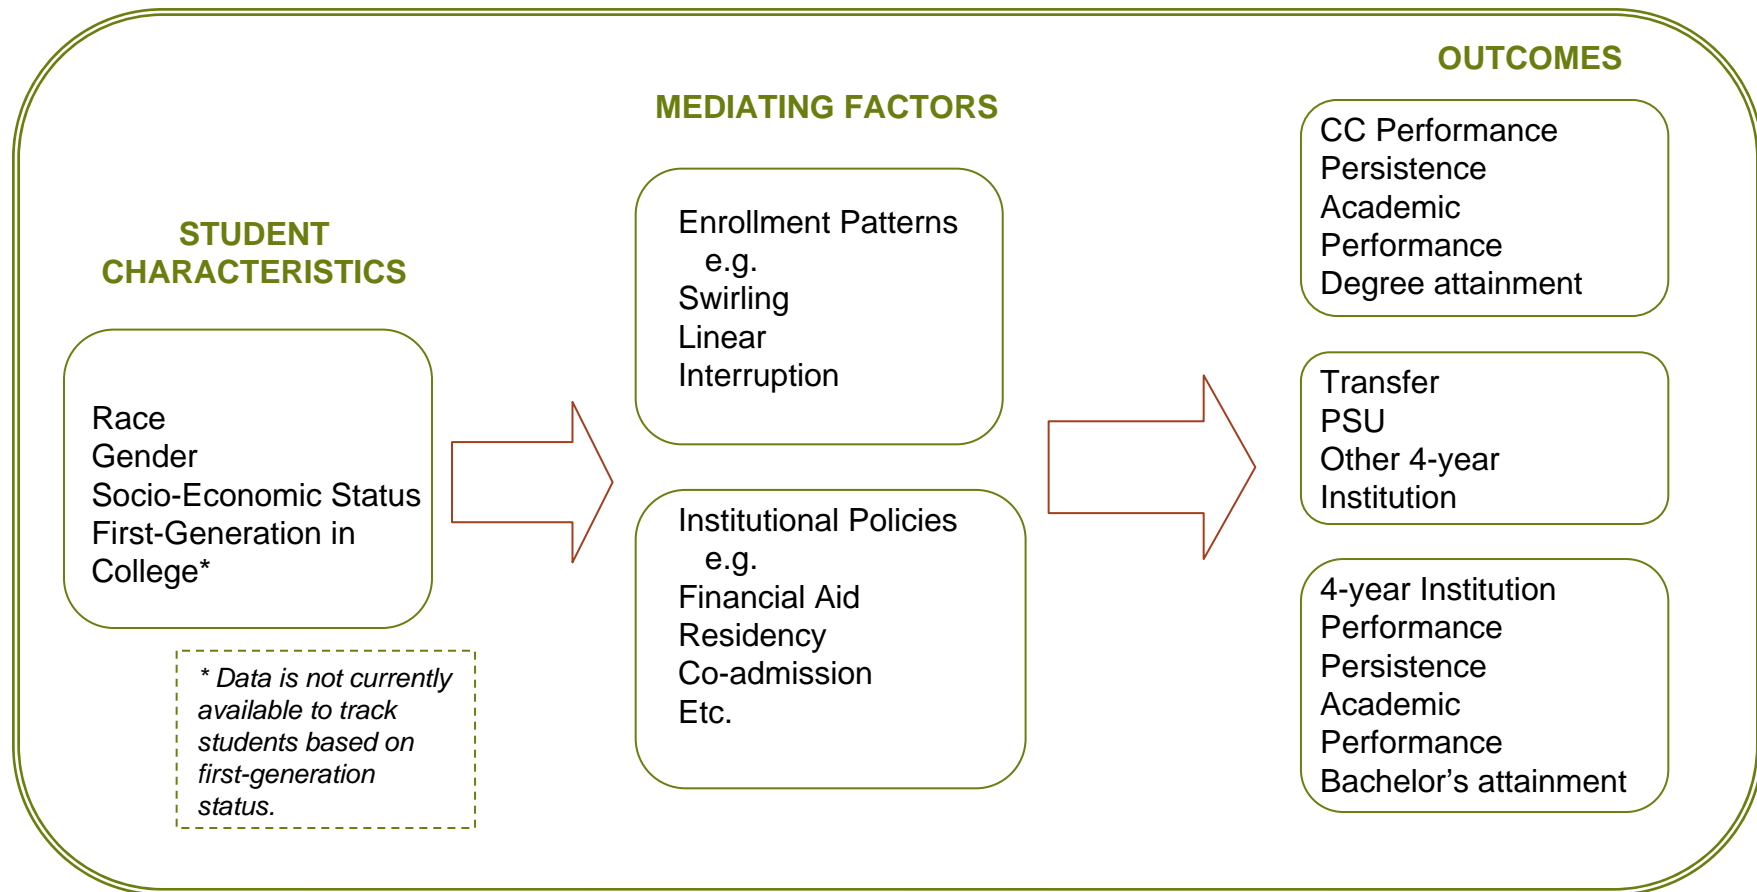 STUDENT
CHARACTERISTICS
Race
Gender
Socio-Economic Status
First-Generation in
College*
* Data is not currently
available to track
students based on
first-generation
status.
MEDIATING FACTORS
Enrollment Patterns
e.g.
Swirling
Linear
Interruption
Institutional Policies
e.g.
Financial Aid
Residency
Co-admission
Etc.
OUTCOMES
CC Performance
Persistence
Academic
Performance
Degree attainment
Transfer
PSU
Other 4-year
Institution
4-year Institution
Performance
Persistence
Academic
Performance
Bachelor’s attainment